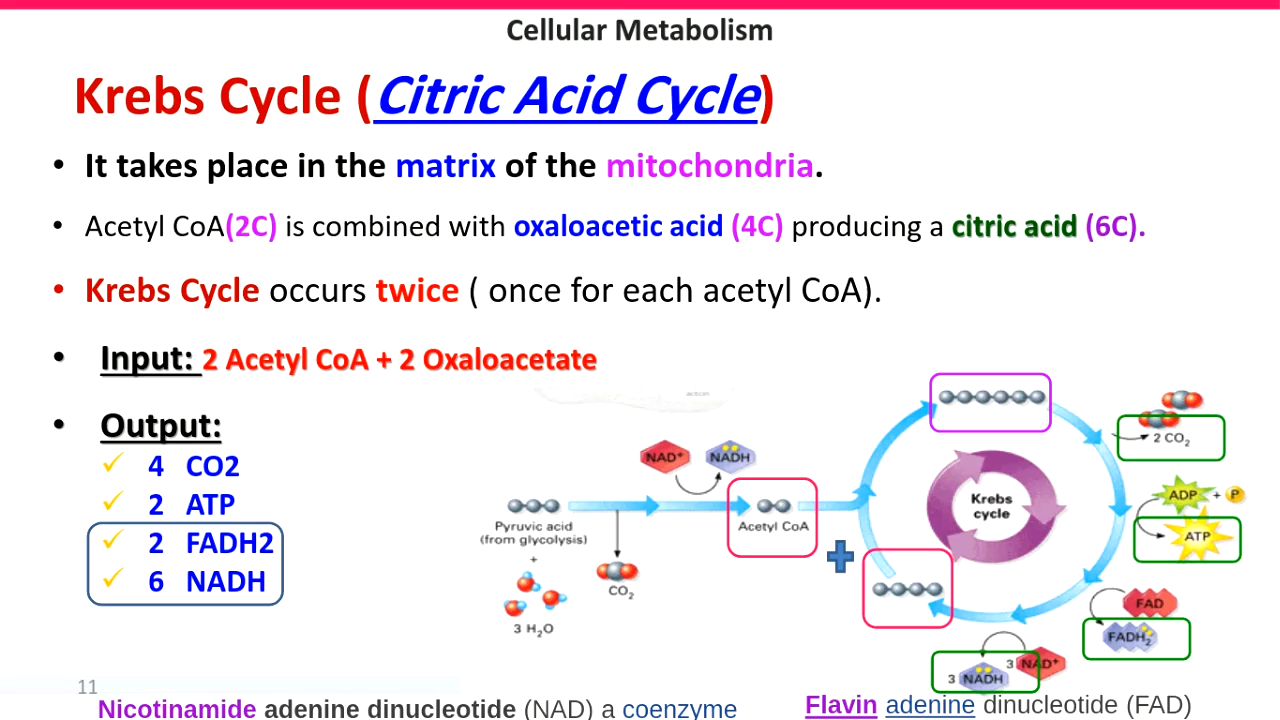 Cellular Metabolism
Krebs Cycle (Citric Acid Cycle)
• It takes place in the matrix of the mitochondria.
• Acetyl CoA(2C) is combined with oxaloacetic acid (4C) producing a citric acid (6C).
• Krebs Cycle occurs twice ( once for each acetyl CoA).
• Input: 2 Acetyl CoA + 2 Oxaloacetate
• Output:
✓ 4 CO2
✓ 2 ATP
✓ 2 FADH2
✓ 6 NADH
NAD⁺
NADH
Pyruvic acid
(from glycolysis)
+
3 H₂O
CO₂
Acetyl CoA
+
Krebs
cycle
2 CO₂
ADP + P
ATP
FAD
FADH₂
3 NAD⁺
3 NADH
11
Nicotinamide adenine dinucleotide (NAD) a coenzyme
Flavin adenine dinucleotide (FAD)